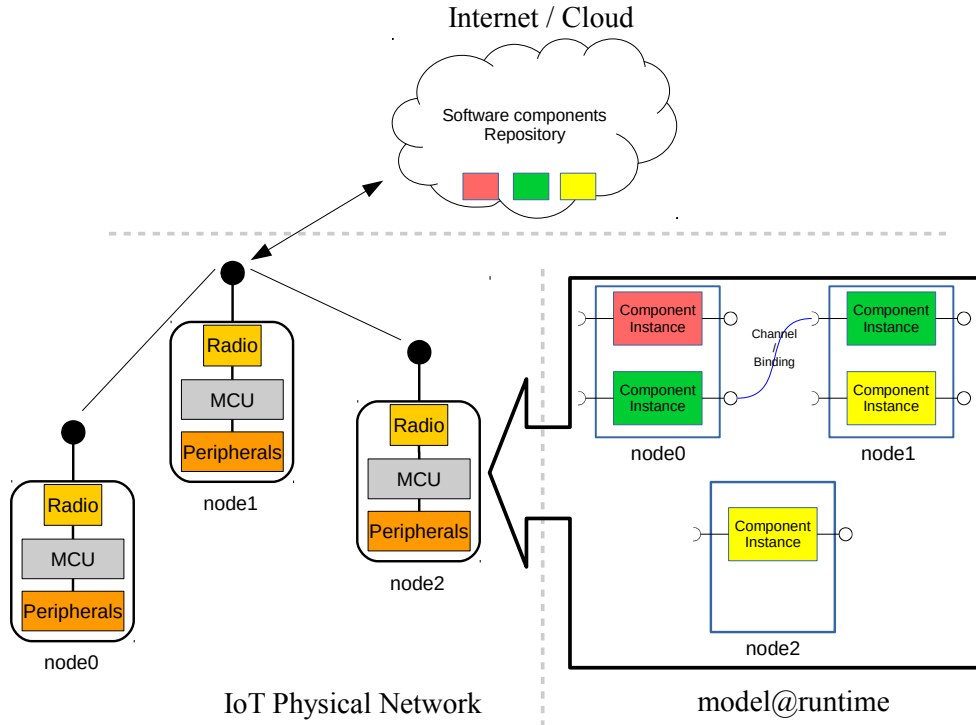 Internet / Cloud
Software components
Repository
Radio
MCU
Peripherals
node1
Radio
MCU
Peripherals
node2
Radio
MCU
Peripherals
node0
IoT Physical Network
Component
Instance
Component
Instance
node0
Channel
/
Binding
Component
Instance
Component
Instance
node1
Component
Instance
node2
model@runtime